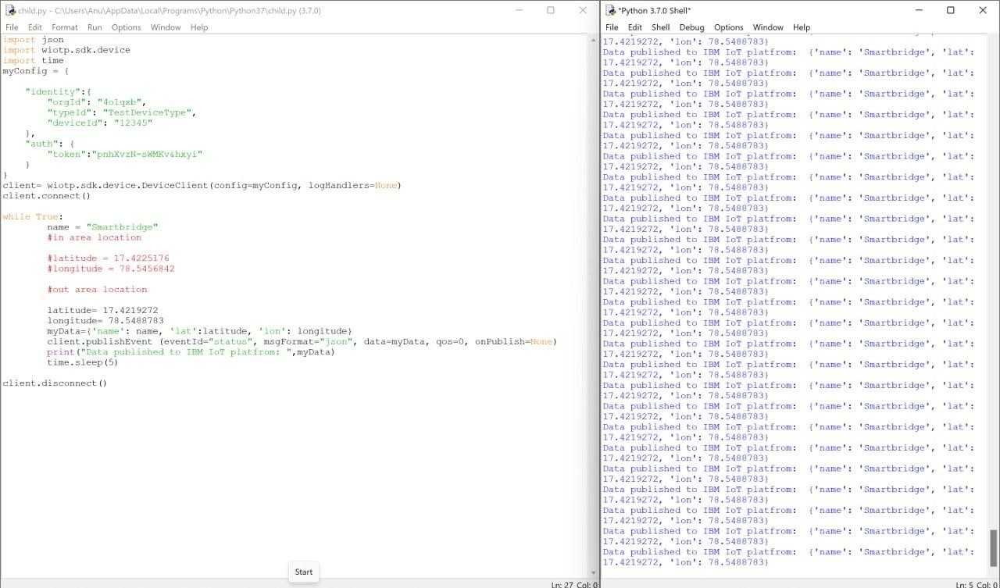 child.py - C:\Users\Anu\AppData\Local\Programs\Python\Python37\child.py (3.7.0)
File Edit Format Run Options Window Help
import json
import wiotp.sdk.device
import time
myConfig = {
"identity":{
"orgId": "4o1qxb",
"typeId": "TestDeviceType",
"deviceId": "12345"
},
"auth": {
"token":"pnhXvzN-sWMKv&hxyi"
}
}
client= wiotp.sdk.device.DeviceClient(config=myConfig, logHandlers=None)
client.connect()
while True:
name = "Smartbridge"
#in area location
#latitude = 17.4225176
#longitude = 78.5456842
#out area location
latitude= 17.4219272
longitude= 78.5488783
myData={'name': name, 'lat':latitude, 'lon': longitude}
client.publishEvent (eventId="status", msgFormat="json", data=myData, qos=0, onPublish=None)
print("Data published to IBM IoT platfrom: ",myData)
time.sleep(5)
client.disconnect()
Start
Ln: 27 Col: 0
*Python 3.7.0 Shell*
File Edit Shell Debug Options Window Help
17.4219272, 'lon': 78.5488783}
Data published to IBM IoT platfrom: {'name': 'Smartbridge', 'lat':
17.4219272, 'lon': 78.5488783}
Data published to IBM IoT platfrom: {'name': 'Smartbridge', 'lat':
17.4219272, 'lon': 78.5488783}
Data published to IBM IoT platfrom: {'name': 'Smartbridge', 'lat':
17.4219272, 'lon': 78.5488783}
Data published to IBM IoT platfrom: {'name': 'Smartbridge', 'lat':
17.4219272, 'lon': 78.5488783}
Data published to IBM IoT platfrom: {'name': 'Smartbridge', 'lat':
17.4219272, 'lon': 78.5488783}
Data published to IBM IoT platfrom: {'name': 'Smartbridge', 'lat':
17.4219272, 'lon': 78.5488783}
Data published to IBM IoT platfrom: {'name': 'Smartbridge', 'lat':
17.4219272, 'lon': 78.5488783}
Data published to IBM IoT platfrom: {'name': 'Smartbridge', 'lat':
17.4219272, 'lon': 78.5488783}
Data published to IBM IoT platfrom: {'name': 'Smartbridge', 'lat':
17.4219272, 'lon': 78.5488783}
Data published to IBM IoT platfrom: {'name': 'Smartbridge', 'lat':
17.4219272, 'lon': 78.5488783}
Data published to IBM IoT platfrom: {'name': 'Smartbridge', 'lat':
17.4219272, 'lon': 78.5488783}
Data published to IBM IoT platfrom: {'name': 'Smartbridge', 'lat':
17.4219272, 'lon': 78.5488783}
Data published to IBM IoT platfrom: {'name': 'Smartbridge', 'lat':
17.4219272, 'lon': 78.5488783}
Data published to IBM IoT platfrom: {'name': 'Smartbridge', 'lat':
17.4219272, 'lon': 78.5488783}
Data published to IBM IoT platfrom: {'name': 'Smartbridge', 'lat':
17.4219272, 'lon': 78.5488783}
Data published to IBM IoT platfrom: {'name': 'Smartbridge', 'lat':
17.4219272, 'lon': 78.5488783}
Data published to IBM IoT platfrom: {'name': 'Smartbridge', 'lat':
17.4219272, 'lon': 78.5488783}
Data published to IBM IoT platfrom: {'name': 'Smartbridge', 'lat':
17.4219272, 'lon': 78.5488783}
Data published to IBM IoT platfrom: {'name': 'Smartbridge', 'lat':
17.4219272, 'lon': 78.5488783}
Data published to IBM IoT platfrom: {'name': 'Smartbridge', 'lat':
17.4219272, 'lon': 78.5488783}
Data published to IBM IoT platfrom: {'name': 'Smartbridge', 'lat':
17.4219272, 'lon': 78.5488783}
Data published to IBM IoT platfrom: {'name': 'Smartbridge', 'lat':
17.4219272, 'lon': 78.5488783}
Data published to IBM IoT platfrom: {'name': 'Smartbridge', 'lat':
17.4219272, 'lon': 78.5488783}
Data published to IBM IoT platfrom: {'name': 'Smartbridge', 'lat':
17.4219272, 'lon': 78.5488783}
Data published to IBM IoT platfrom: {'name': 'Smartbridge', 'lat':
17.4219272, 'lon': 78.5488783}
Ln: 5 Col: 0